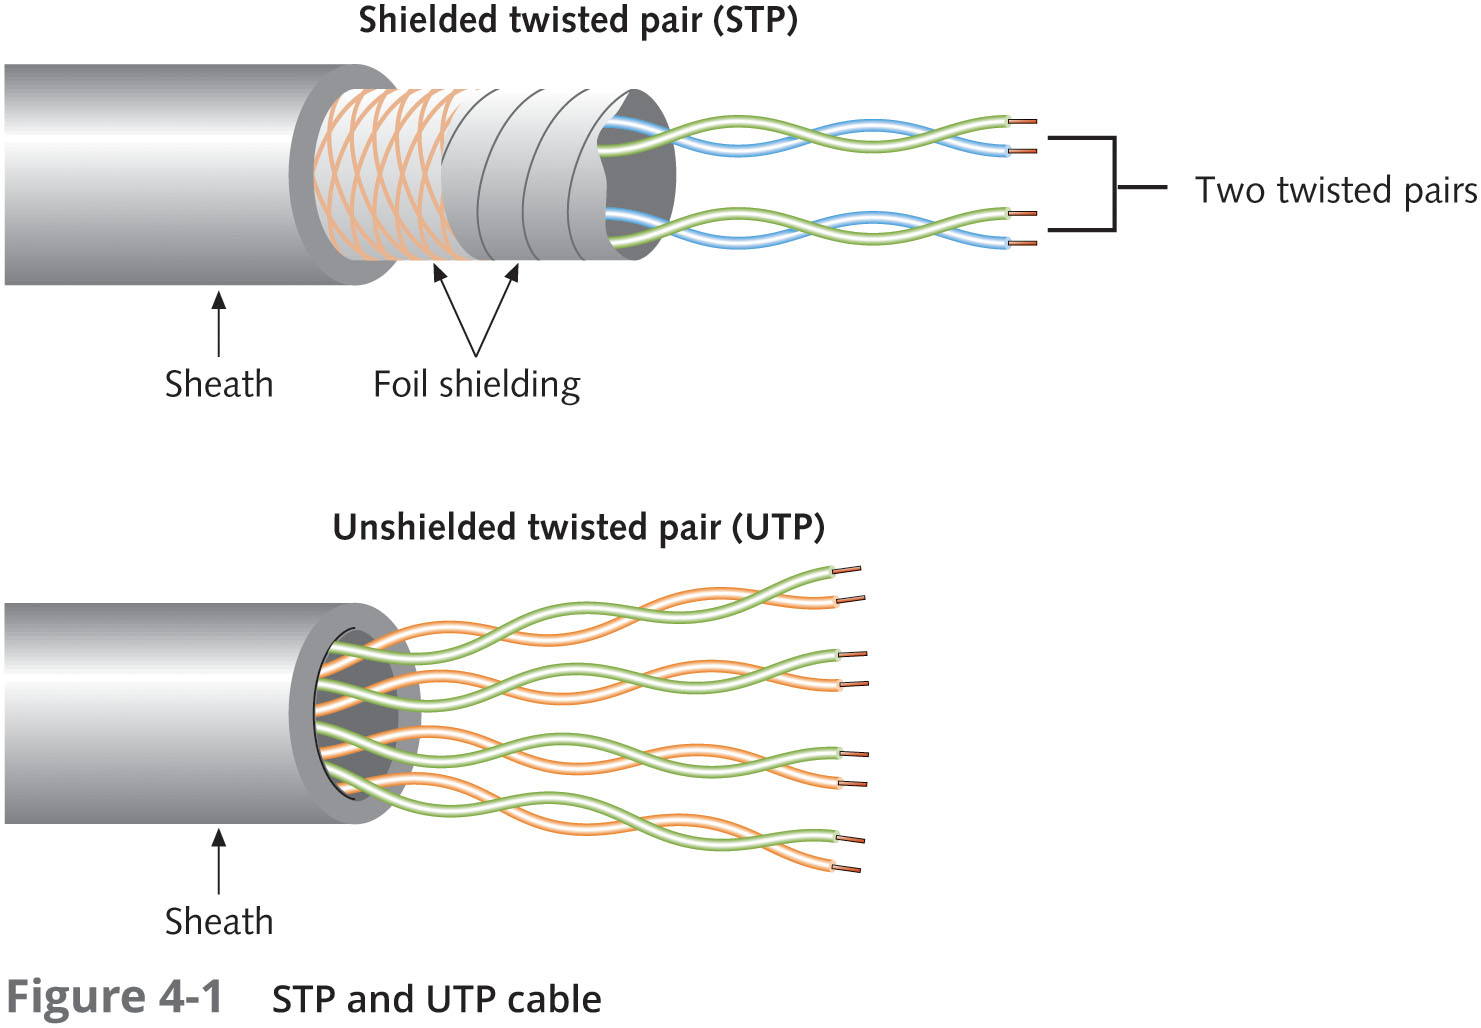 Shielded twisted pair (STP)
Two twisted pairs
Sheath
Foil shielding
Unshielded twisted pair (UTP)
Sheath
Figure 4-1 STP and UTP cable